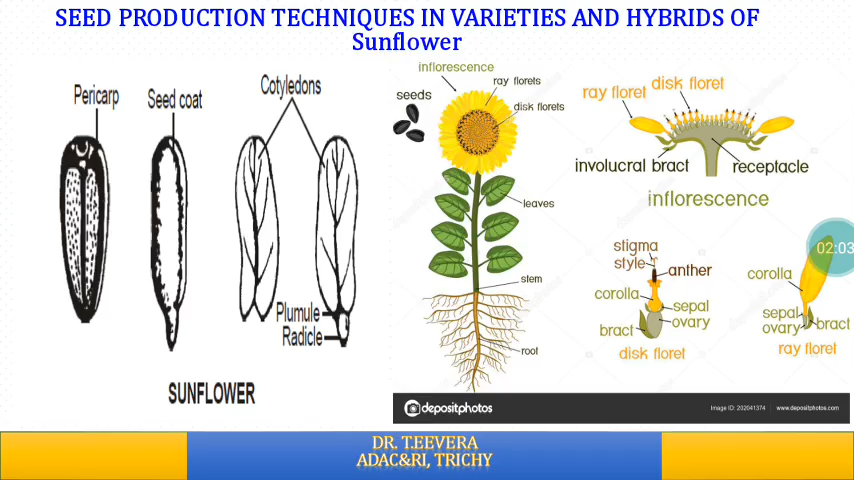 SEED PRODUCTION TECHNIQUES IN VARIETIES AND HYBRIDS OF
Sunflower
Pericarp
Seed coat
Cotyledons
Plumule
Radicle
SUNFLOWER
inflorescence
ray florets
seeds
disk florets
leaves
stem
root
disk floret
ray floret
involucral bract
receptacle
inflorescence
stigma
style
anther
corolla
sepal
ovary
bract
disk floret
corolla
sepal
ovary
bract
ray floret
02:03
depositphotos
Image ID: 202041374
www.depositphotos.com
DR. T.EEVERA
ADAC&RI, TRICHY